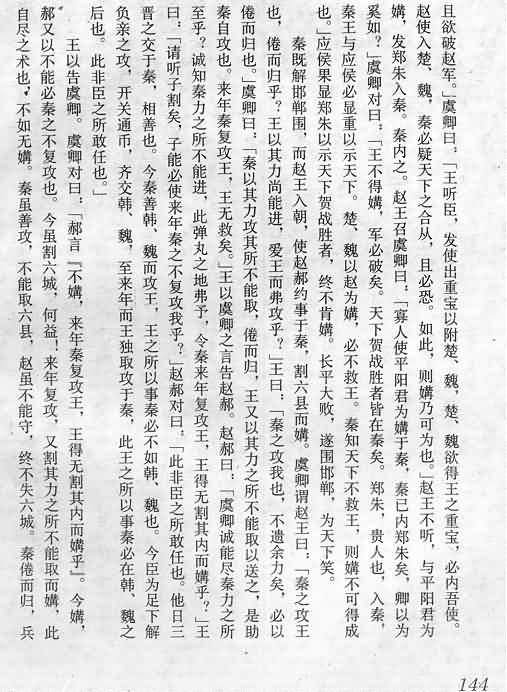 且欲破赵军。」虞卿曰：「王听臣，发使出重宝以附楚、魏，楚、魏欲得王之重宝，必内吾使。
赵使入楚、魏，秦必疑天下之合从，且必恐。如此，则媾乃可为也。」赵王不听，与平阳君为
媾，发郑朱入秦。秦内之。赵王召虞卿曰：「寡人使平阳君为媾于秦，秦已内郑朱矣，卿以为
奚如？」虞卿对曰：「王不得媾，军必破矣。天下贺战胜者皆在秦矣。郑朱，贵人也，入秦，
秦王与应侯必显重以示天下。楚、魏以赵为媾，必不救王。秦知天下不救王，则媾不可得成
也。」应侯果显郑朱以示天下贺战胜者，终不肯媾。长平大败，遂围邯郸，为天下笑。
秦既解邯郸围，而赵王入朝，使赵郝约事于秦，割六县而媾。虞卿谓赵王曰：「秦之攻王
也，倦而归乎？王以其力尚能进，爱王而弗攻乎？」王曰：「秦之攻我也，不遗余力矣，必以
倦而归也。」虞卿曰：「秦以其力攻其所不能取，倦而归，王又以其力之所不能取以送之，是助
秦自攻也。来年秦复攻王，王无救矣。」王以虞卿之言告赵郝。赵郝曰：「虞卿诚能尽秦力之所
至乎？诚知秦力之所不能进，此弹丸之地弗予，令秦来年复攻王，王得无割其内而媾乎？」王
曰：「请听子割矣，子能必使来年秦之不复攻我乎？」赵郝对曰：「此非臣之所敢任也。他日三
晋之交于秦，相善也。今秦善韩、魏而攻王，王之所以事秦必不如韩、魏也。今臣为足下解
负亲之攻，开关通币，齐交韩、魏，至来年而王独取攻于秦，此王之所以事秦必在韩、魏之
后也。此非臣之所敢任也。」
王以告虞卿。虞卿对曰：「郝言『不媾，来年秦复攻王，王得无割其内而媾乎』。今媾，
郝又以不能必秦之不复攻也。今虽割六城，何益！来年复攻，又割其力之所不能取而媾，此
自尽之术也，不如无媾。秦虽善攻，不能取六县，赵虽不能守，终不失六城。秦倦而归，兵
144